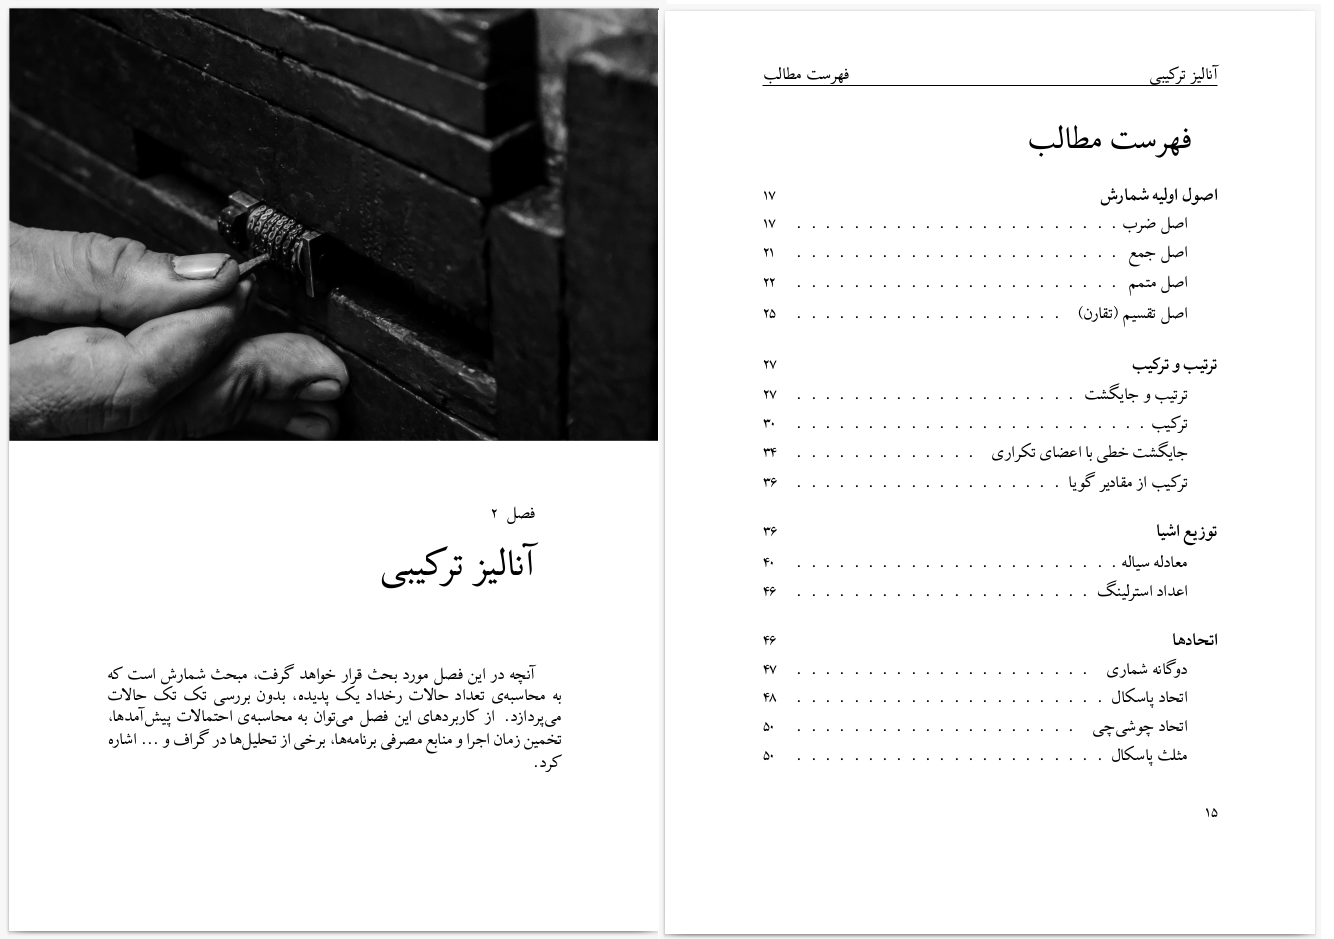 فصل ۲
آنالیز ترکیبی
آنچه در این فصل مورد بحث قرار خواهد گرفت، مبحث شمارش است که
به محاسبه‌ی تعداد حالات رخداد یک پدیده، بدون بررسی تک تک حالات
می‌پردازد. از کاربردهای این فصل می‌توان به محاسبه‌ی احتمالات پیش‌آمدها،
تخمین زمان اجرا و منابع مصرفی برنامه‌ها، برخی از تحلیل‌ها در گراف و ... اشاره
کرد.
آنالیز ترکیبی فهرست مطالب
فهرست مطالب
اصول اولیه شمارش ۱۷
اصل ضرب . . . . . . . . . . . . . . . . . . . . . . . ۱۷
اصل جمع . . . . . . . . . . . . . . . . . . . . . . . ۲۱
اصل متمم . . . . . . . . . . . . . . . . . . . . . . . ۲۲
اصل تقسیم (تقارن) . . . . . . . . . . . . . . . . . . . ۲۵
ترتیب و ترکیب ۲۷
ترتیب و جایگشت . . . . . . . . . . . . . . . . . . . . ۲۷
ترکیب . . . . . . . . . . . . . . . . . . . . . . . . . ۳۰
جایگشت خطی با اعضای تکراری . . . . . . . . . . . . . ۳۴
ترکیب از مقادیر گویا . . . . . . . . . . . . . . . . . . . ۳۶
توزیع اشیا ۳۶
معادله سیاله . . . . . . . . . . . . . . . . . . . . . . . ۴۰
اعداد استرلینگ . . . . . . . . . . . . . . . . . . . . . ۴۶
اتحادها ۴۶
دوگانه شماری . . . . . . . . . . . . . . . . . . . . . ۴۷
اتحاد پاسکال . . . . . . . . . . . . . . . . . . . . . . ۴۸
اتحاد چوشی‌چی . . . . . . . . . . . . . . . . . . . . ۵۰
مثلث پاسکال . . . . . . . . . . . . . . . . . . . . . . ۵۰
۱۵